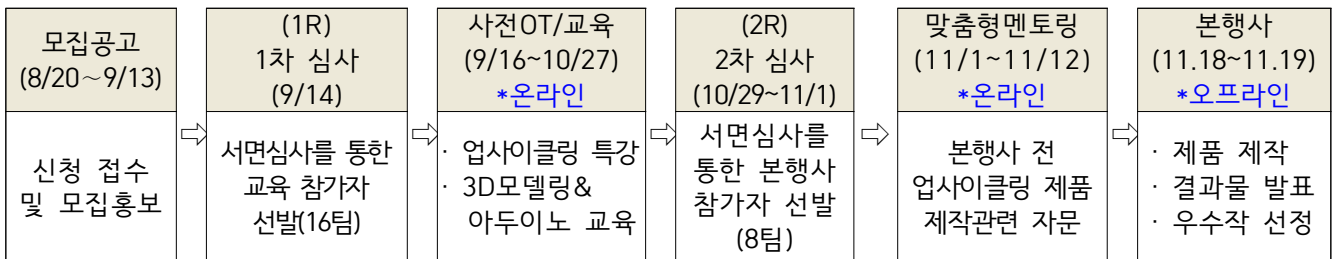 모집공고
(8/20～9/13)
신청 접수
및 모집홍보
⇨
(1R)
1차 심사
(9/14)
서면심사를 통한
교육 참가자
선발(16팀)
⇨
사전OT/교육
(9/16~10/27)
*온라인
· 업사이클링 특강
· 3D모델링&
아두이노 교육
⇨
(2R)
2차 심사
(10/29~11/1)
서면심사를
통한 본행사
참가자 선발
(8팀)
⇨
맞춤형멘토링
(11/1~11/12)
*온라인
본행사 전
업사이클링 제품
제작관련 자문
⇨
본행사
(11.18~11.19)
*오프라인
· 제품 제작
· 결과물 발표
· 우수작 선정